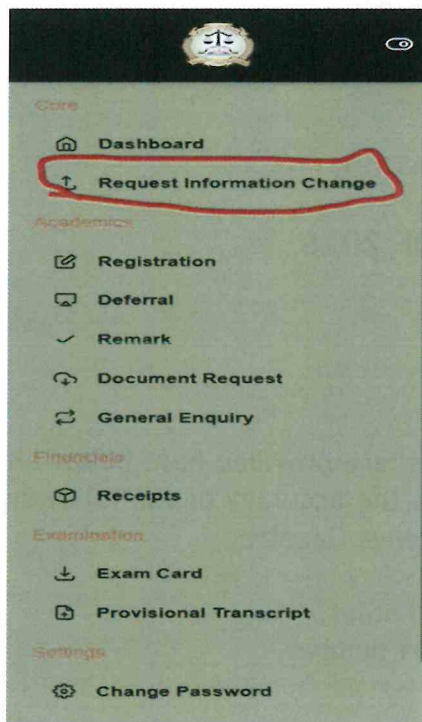 Core
Dashboard
Request Information Change
Academics
Registration
Deferral
Remark
Document Request
General Enquiry
Financials
Receipts
Examination
Exam Card
Provisional Transcript
Settings
Change Password